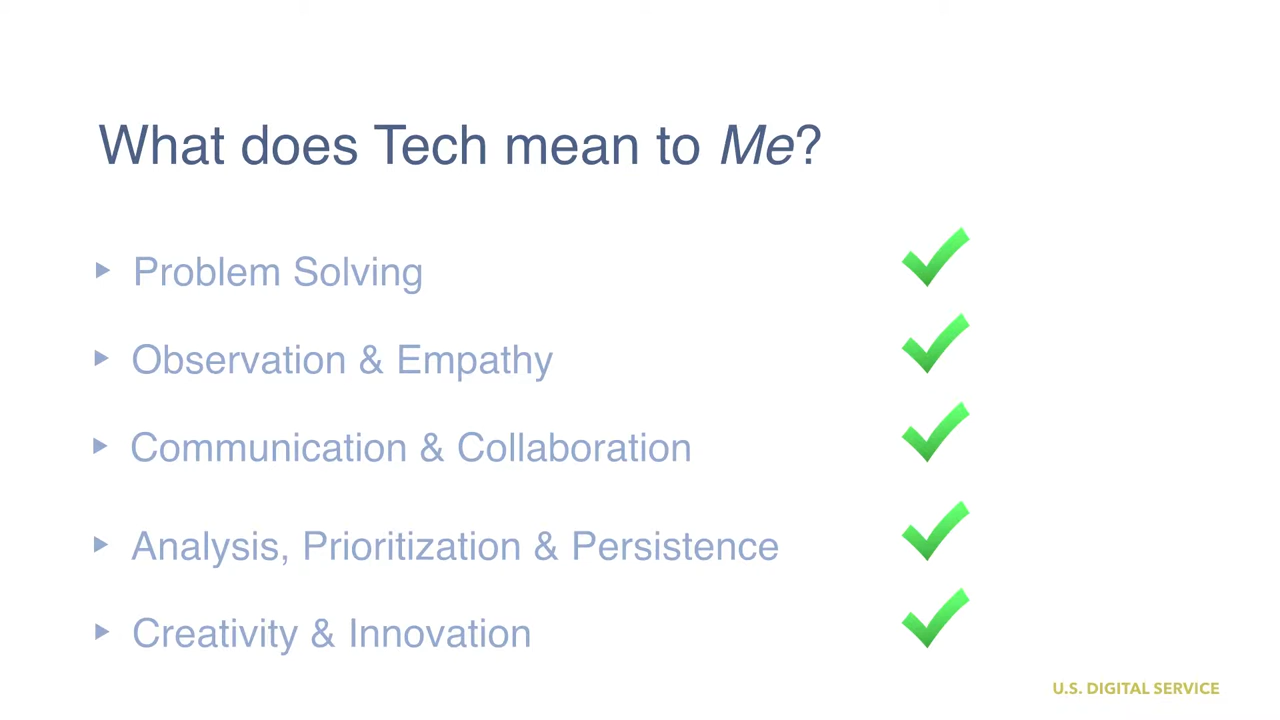 What does Tech mean to Me?
Problem Solving
Observation & Empathy
Communication & Collaboration
Analysis, Prioritization & Persistence
Creativity & Innovation
U.S. DIGITAL SERVICE